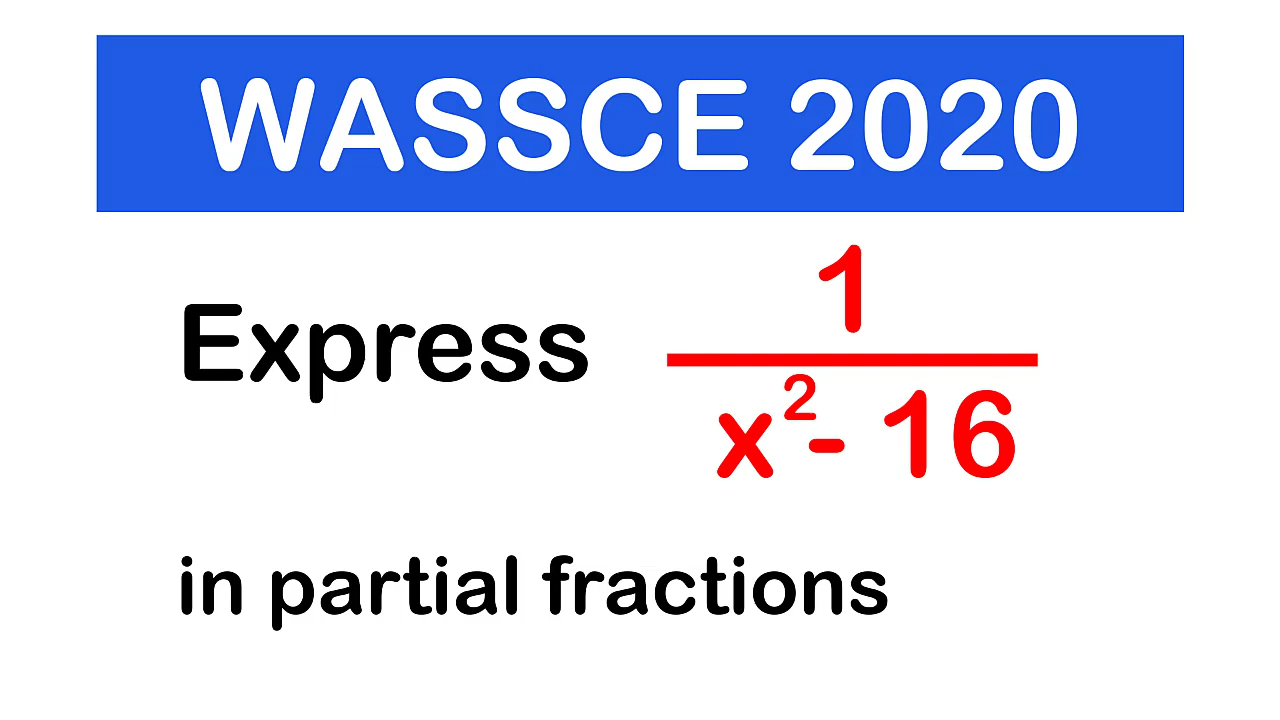 WASSCE 2020
Express 1/(x² - 16)
in partial fractions